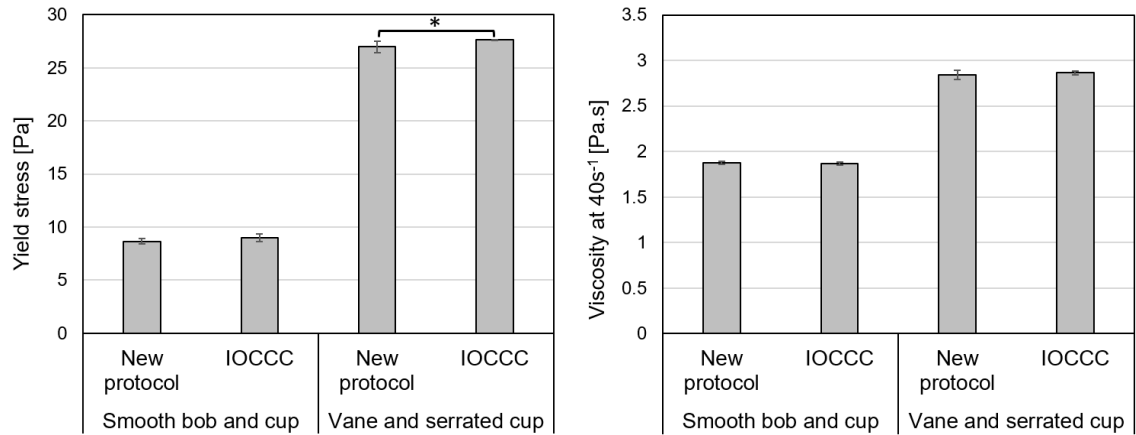 Yield stress [Pa]
30
25
20
15
10
5
0
*
New protocol
IOCCC
New protocol
IOCCC
Smooth bob and cup
Vane and serrated cup
Viscosity at 40s⁻¹ [Pa.s]
3.5
3
2.5
2
1.5
1
0.5
0
New protocol
IOCCC
New protocol
IOCCC
Smooth bob and cup
Vane and serrated cup